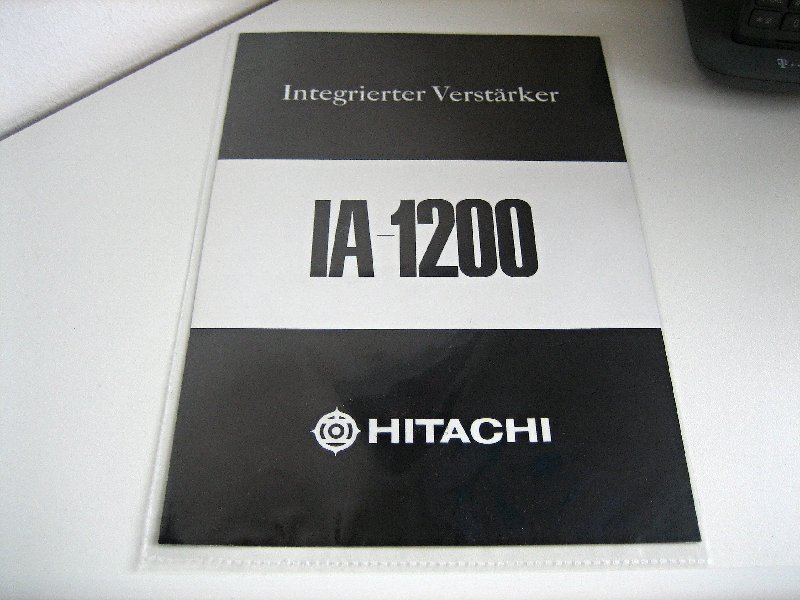 Integrierter Verstärker
IA-1200
HITACHI